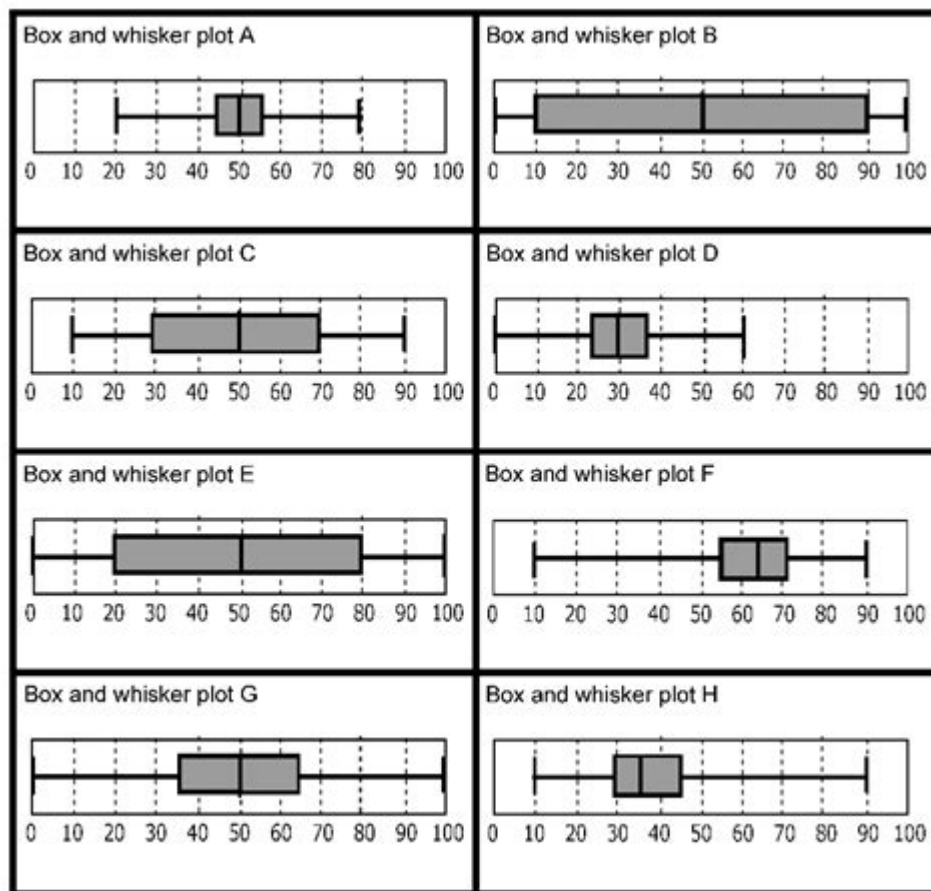 Box and whisker plot A
0 10 20 30 40 50 60 70 80 90 100
Box and whisker plot B
0 10 20 30 40 50 60 70 80 90 100
Box and whisker plot C
0 10 20 30 40 50 60 70 80 90 100
Box and whisker plot D
0 10 20 30 40 50 60 70 80 90 100
Box and whisker plot E
0 10 20 30 40 50 60 70 80 90 100
Box and whisker plot F
0 10 20 30 40 50 60 70 80 90 100
Box and whisker plot G
0 10 20 30 40 50 60 70 80 90 100
Box and whisker plot H
0 10 20 30 40 50 60 70 80 90 100